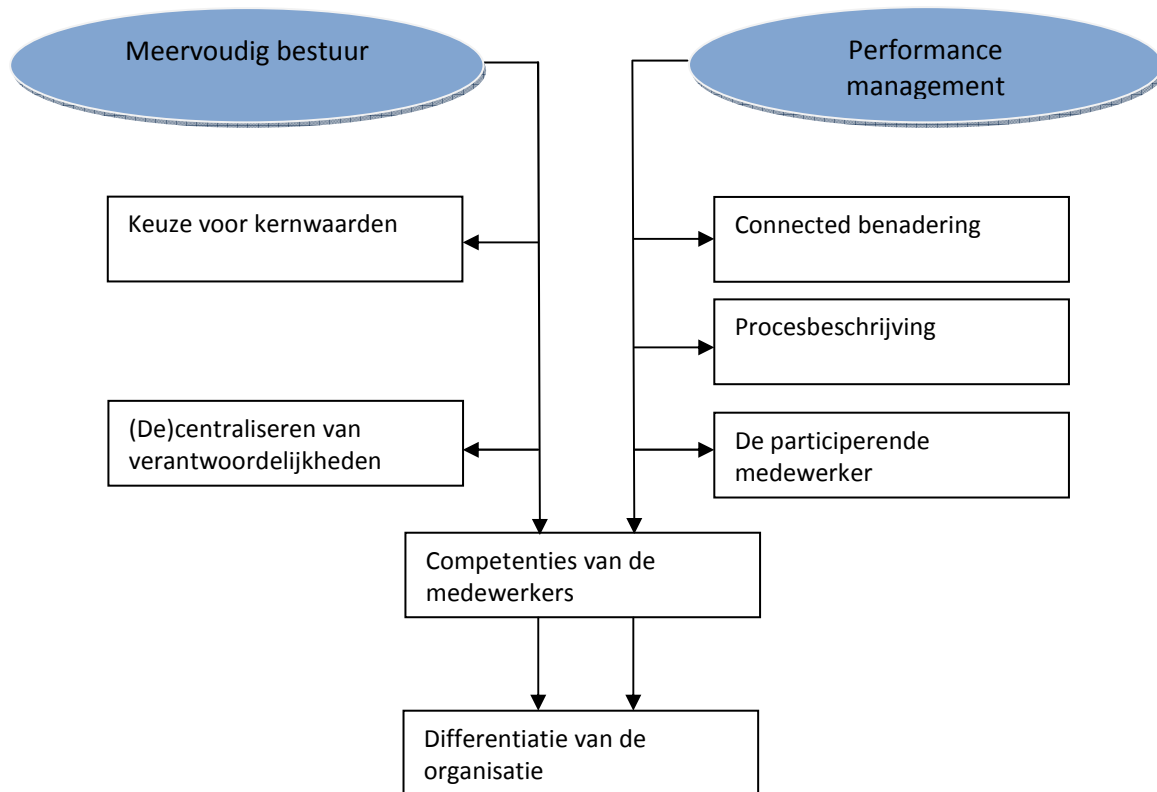 Meervoudig bestuur
Performance
management
Keuze voor kernwaarden
Connected benadering
Procesbeschrijving
(De)centraliseren van
verantwoordelijkheden
De participerende
medewerker
Competenties van de
medewerkers
Differentiatie van de
organisatie